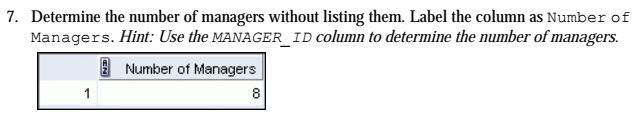 7. Determine the number of managers without listing them. Label the column as Number of
Managers. Hint: Use the MANAGER_ID column to determine the number of managers.
AZ Number of Managers
1 8